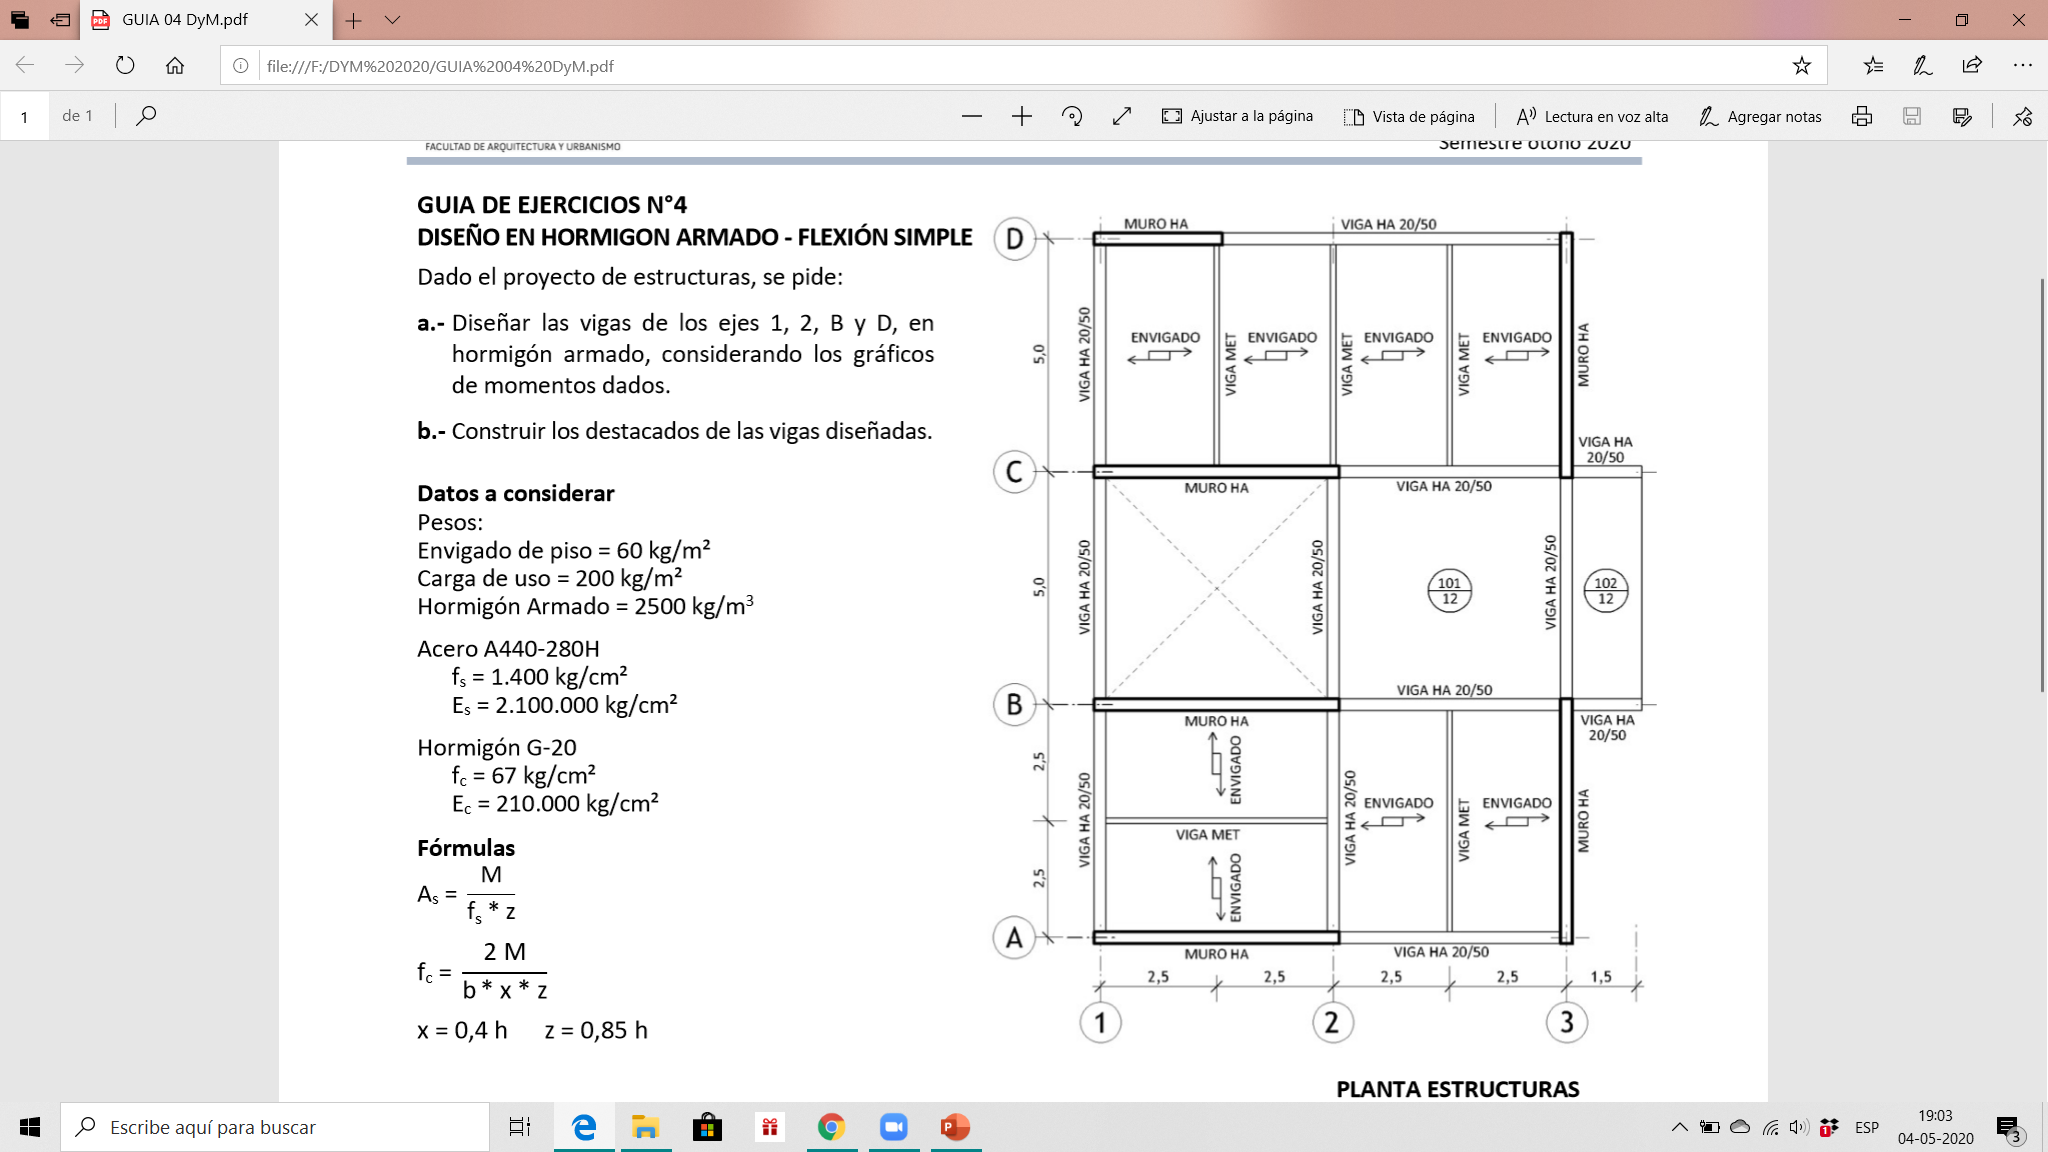 GUIA 04 DyM.pdf
file:///F:/DYM%202020/GUIA%2004%20DyM.pdf
1 de 1
Ajustar a la página
Vista de página
Lectura en voz alta
Agregar notas
FACULTAD DE ARQUITECTURA Y URBANISMO
Semestre otoño 2020
GUIA DE EJERCICIOS N°4
DISEÑO EN HORMIGON ARMADO - FLEXIÓN SIMPLE
Dado el proyecto de estructuras, se pide:
a.- Diseñar las vigas de los ejes 1, 2, B y D, en
hormigón armado, considerando los gráficos
de momentos dados.
b.- Construir los destacados de las vigas diseñadas.
Datos a considerar
Pesos:
Envigado de piso = 60 kg/m²
Carga de uso = 200 kg/m²
Hormigón Armado = 2500 kg/m³
Acero A440-280H
fs = 1.400 kg/cm²
Es = 2.100.000 kg/cm²
Hormigón G-20
fc = 67 kg/cm²
Ec = 210.000 kg/cm²
Fórmulas
As = M
fs * z
fc = 2 M
b * x * z
x = 0,4 h z = 0,85 h
MURO HA
VIGA HA 20/50
D
5,0
VIGA HA 20/50
ENVIGADO
VIGA MET
ENVIGADO
VIGA MET
ENVIGADO
VIGA MET
ENVIGADO
MURO HA
VIGA HA
20/50
C
MURO HA
VIGA HA 20/50
5,0
VIGA HA 20/50
VIGA HA 20/50
101
12
VIGA HA 20/50
102
12
VIGA HA 20/50
B
MURO HA
VIGA HA
20/50
2,5
ENVIGADO
VIGA HA 20/50
VIGA MET
VIGA HA 20/50
ENVIGADO
VIGA MET
ENVIGADO
MURO HA
2,5
ENVIGADO
A
MURO HA
VIGA HA 20/50
2,5
2,5
2,5
2,5
1,5
1
2
3
PLANTA ESTRUCTURAS
Escribe aquí para buscar
P
1
ESP
19:03
04-05-2020
3